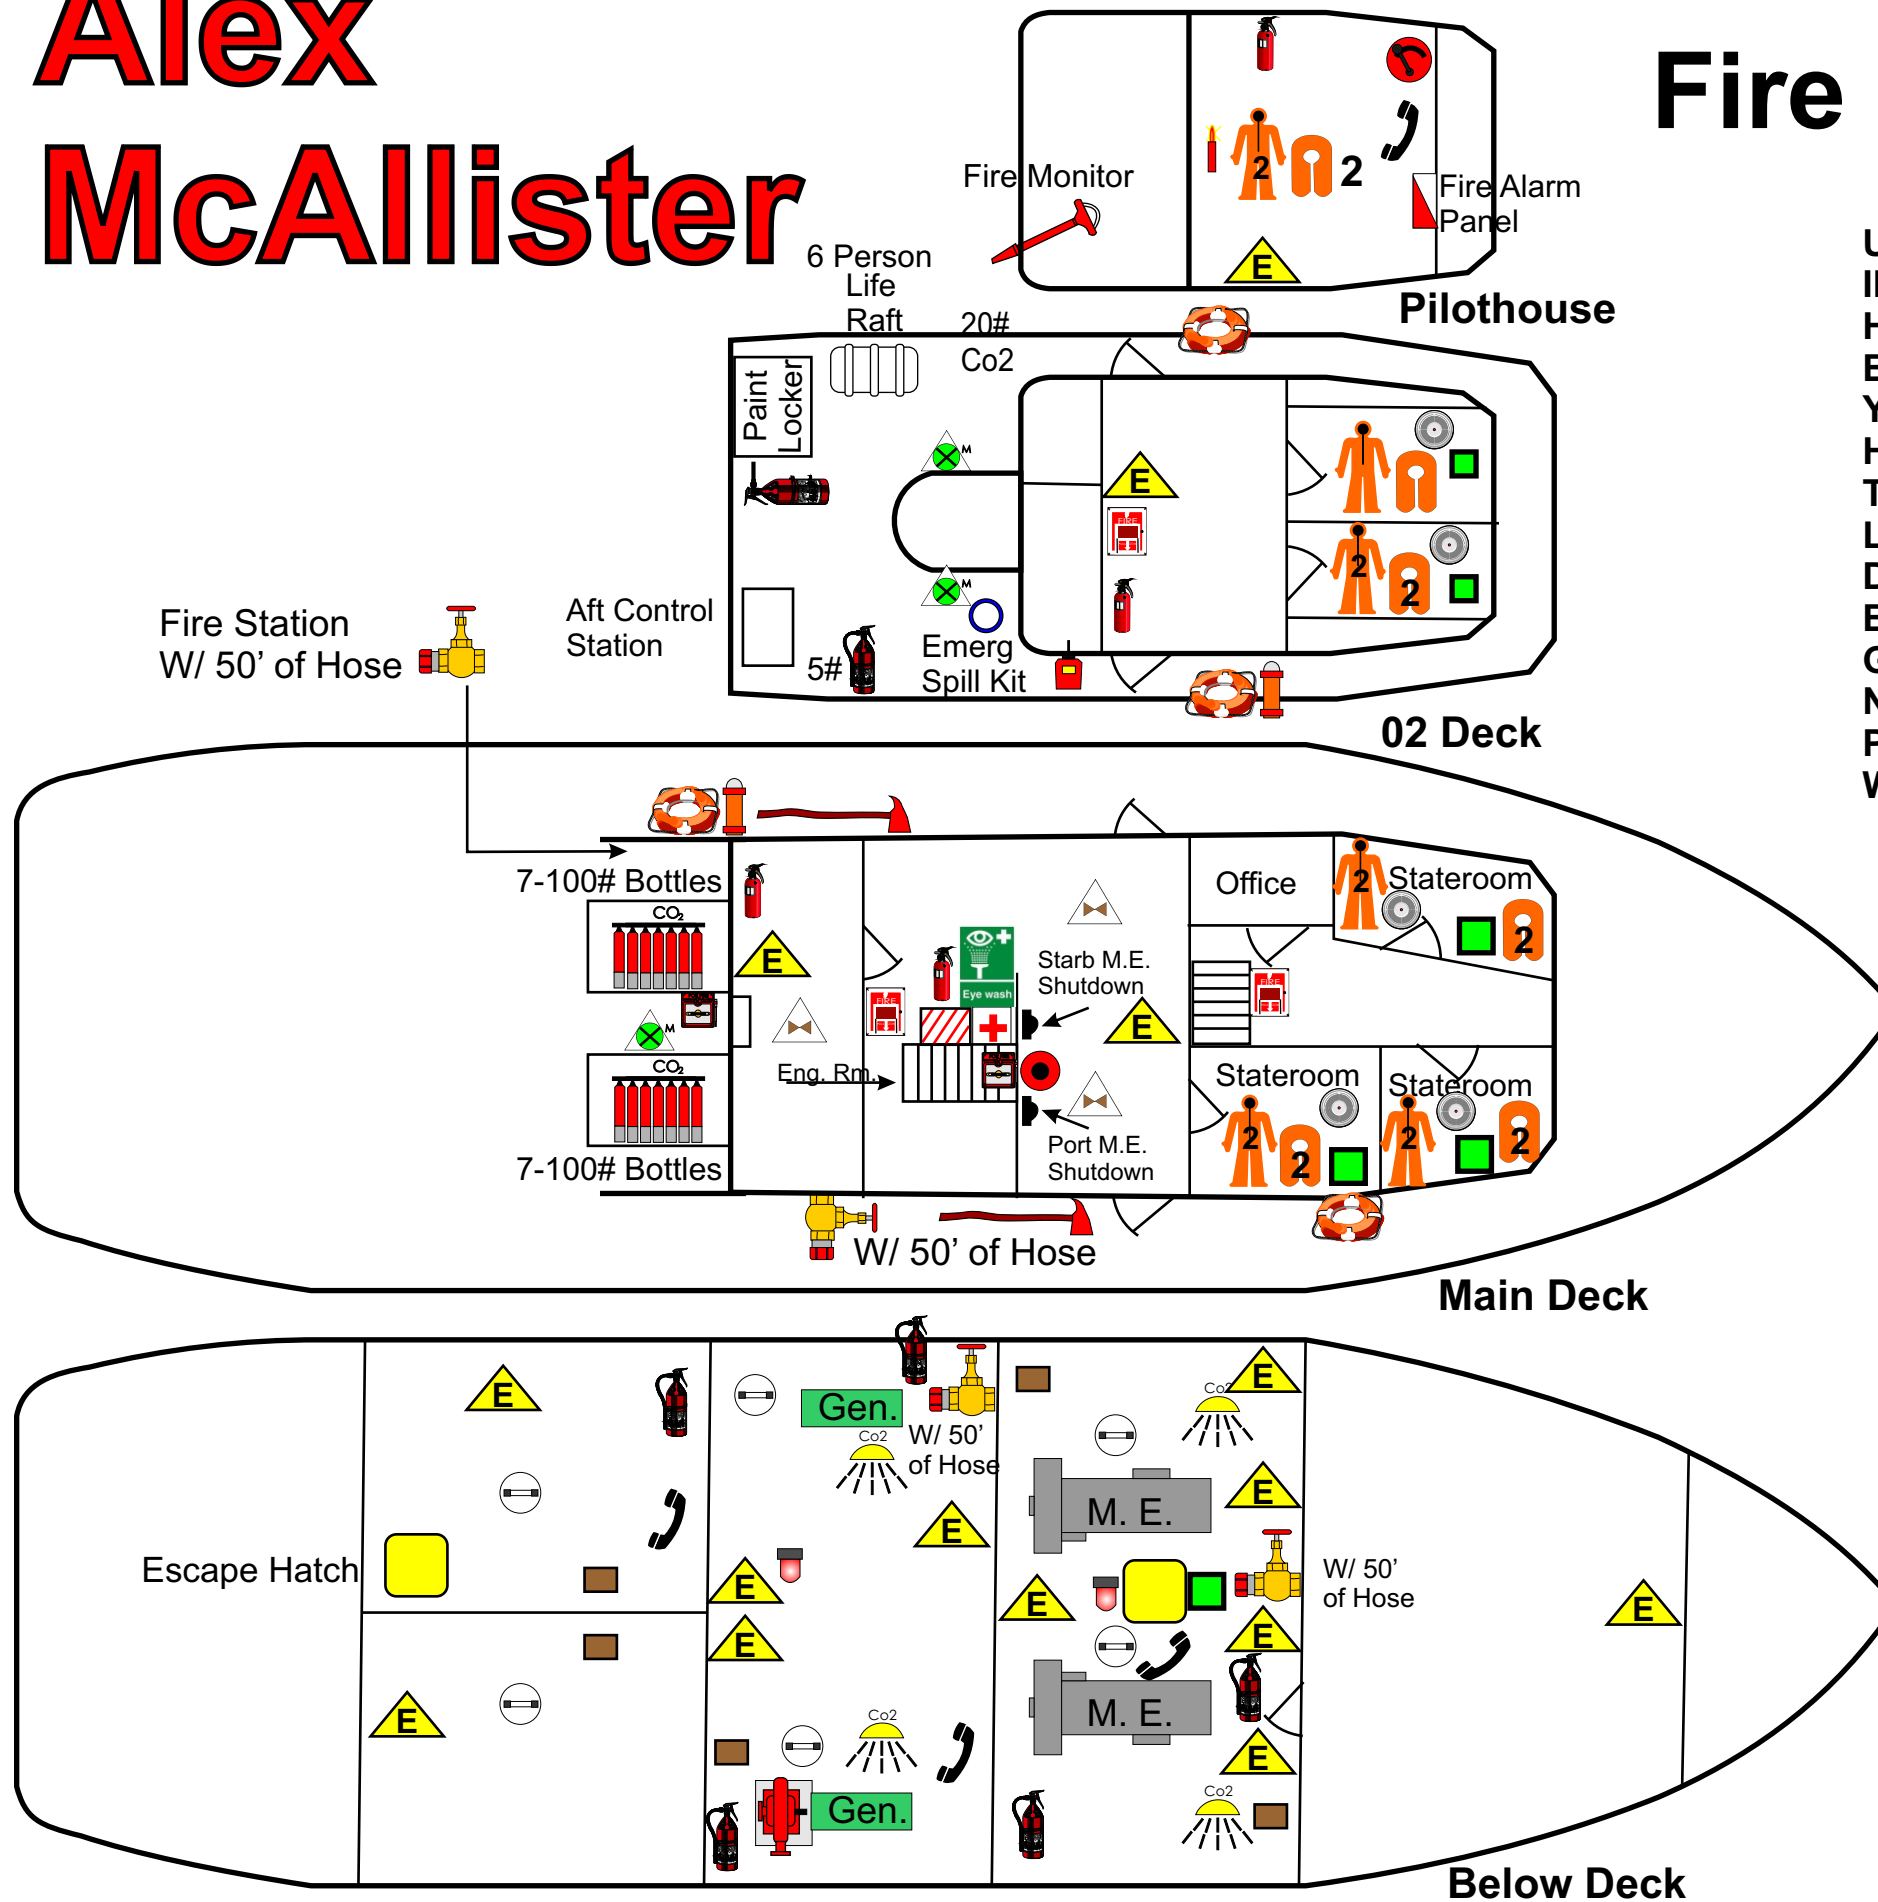 Alex
McAllister
Fire
Fire Monitor
2
2
Fire Alarm
Panel
E
Pilothouse
6 Person
Life
Raft
20#
Co2
Paint
Locker
M
E
FIRE
M
2
2
Aft Control
Station
5#
Emerg
Spill Kit
02 Deck
Fire Station
W/ 50' of Hose
7-100# Bottles
CO2
E
M
CO2
7-100# Bottles
FIRE
Eye wash
Eng. Rm.
Starb M.E.
Shutdown
E
Port M.E.
Shutdown
Office
2
Stateroom
2
FIRE
Stateroom
2
2
Stateroom
2
2
W/ 50' of Hose
Main Deck
E
Escape Hatch
E
Gen.
Co2
W/ 50'
of Hose
E
E
E
Co2
Gen.
Co2
E
M. E.
E
E
W/ 50'
of Hose
E
M. E.
E
Co2
E
Below Deck